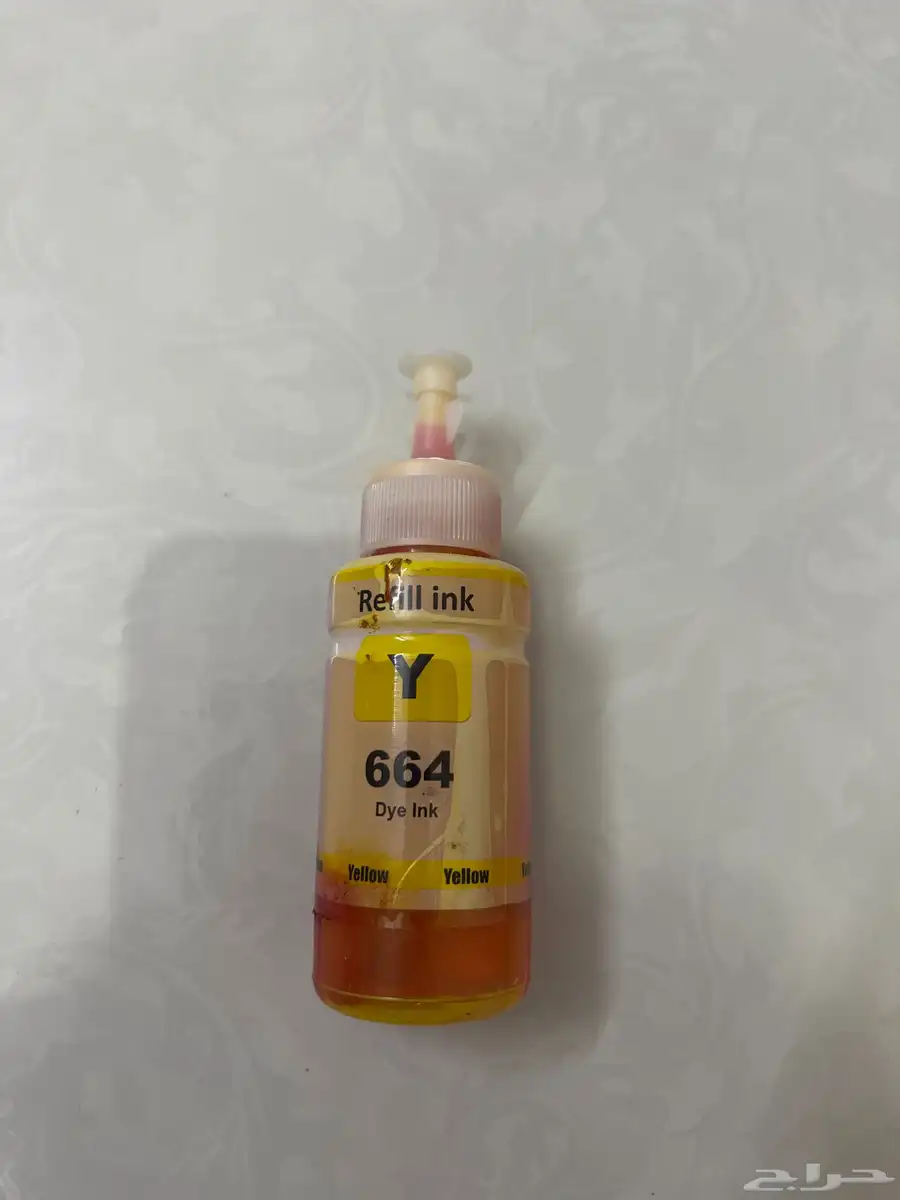 Refill ink
Y
664
Dye Ink
Yellow Yellow
حراج